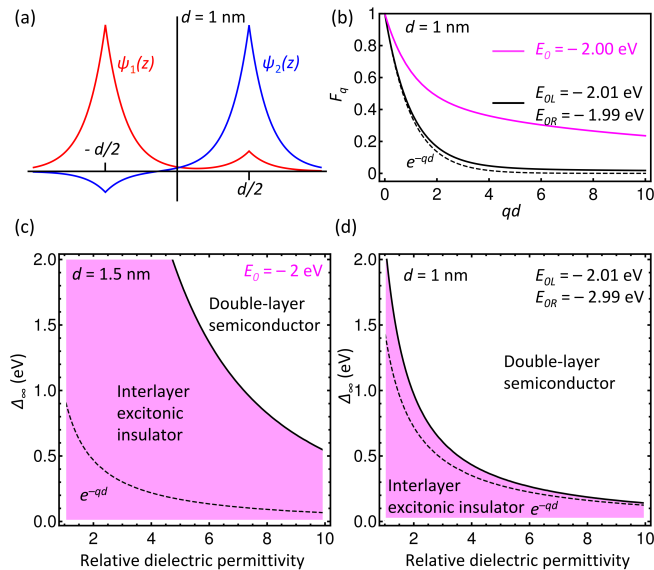 (a)
d = 1 nm
ψ1(z)
ψ2(z)
- d/2
d/2
(b)
d = 1 nm
E0 = − 2.00 eV
E0L = − 2.01 eV
E0R = − 1.99 eV
e−qd
Fq
1
0.8
0.6
0.4
0.2
0
0 2 4 6 8 10
qd
(c)
d = 1.5 nm
E0 = − 2 eV
Double-layer
semiconductor
Interlayer
excitonic
insulator
e−qd
Δ∞ (eV)
2.0
1.5
1.0
0.5
0.0
2 4 6 8 10
Relative dielectric permittivity
(d)
d = 1 nm
E0L = − 2.01 eV
E0R = − 2.99 eV
Double-layer
semiconductor
Interlayer
excitonic insulator e−qd
Δ∞ (eV)
2.0
1.5
1.0
0.5
0.0
2 4 6 8 10
Relative dielectric permittivity